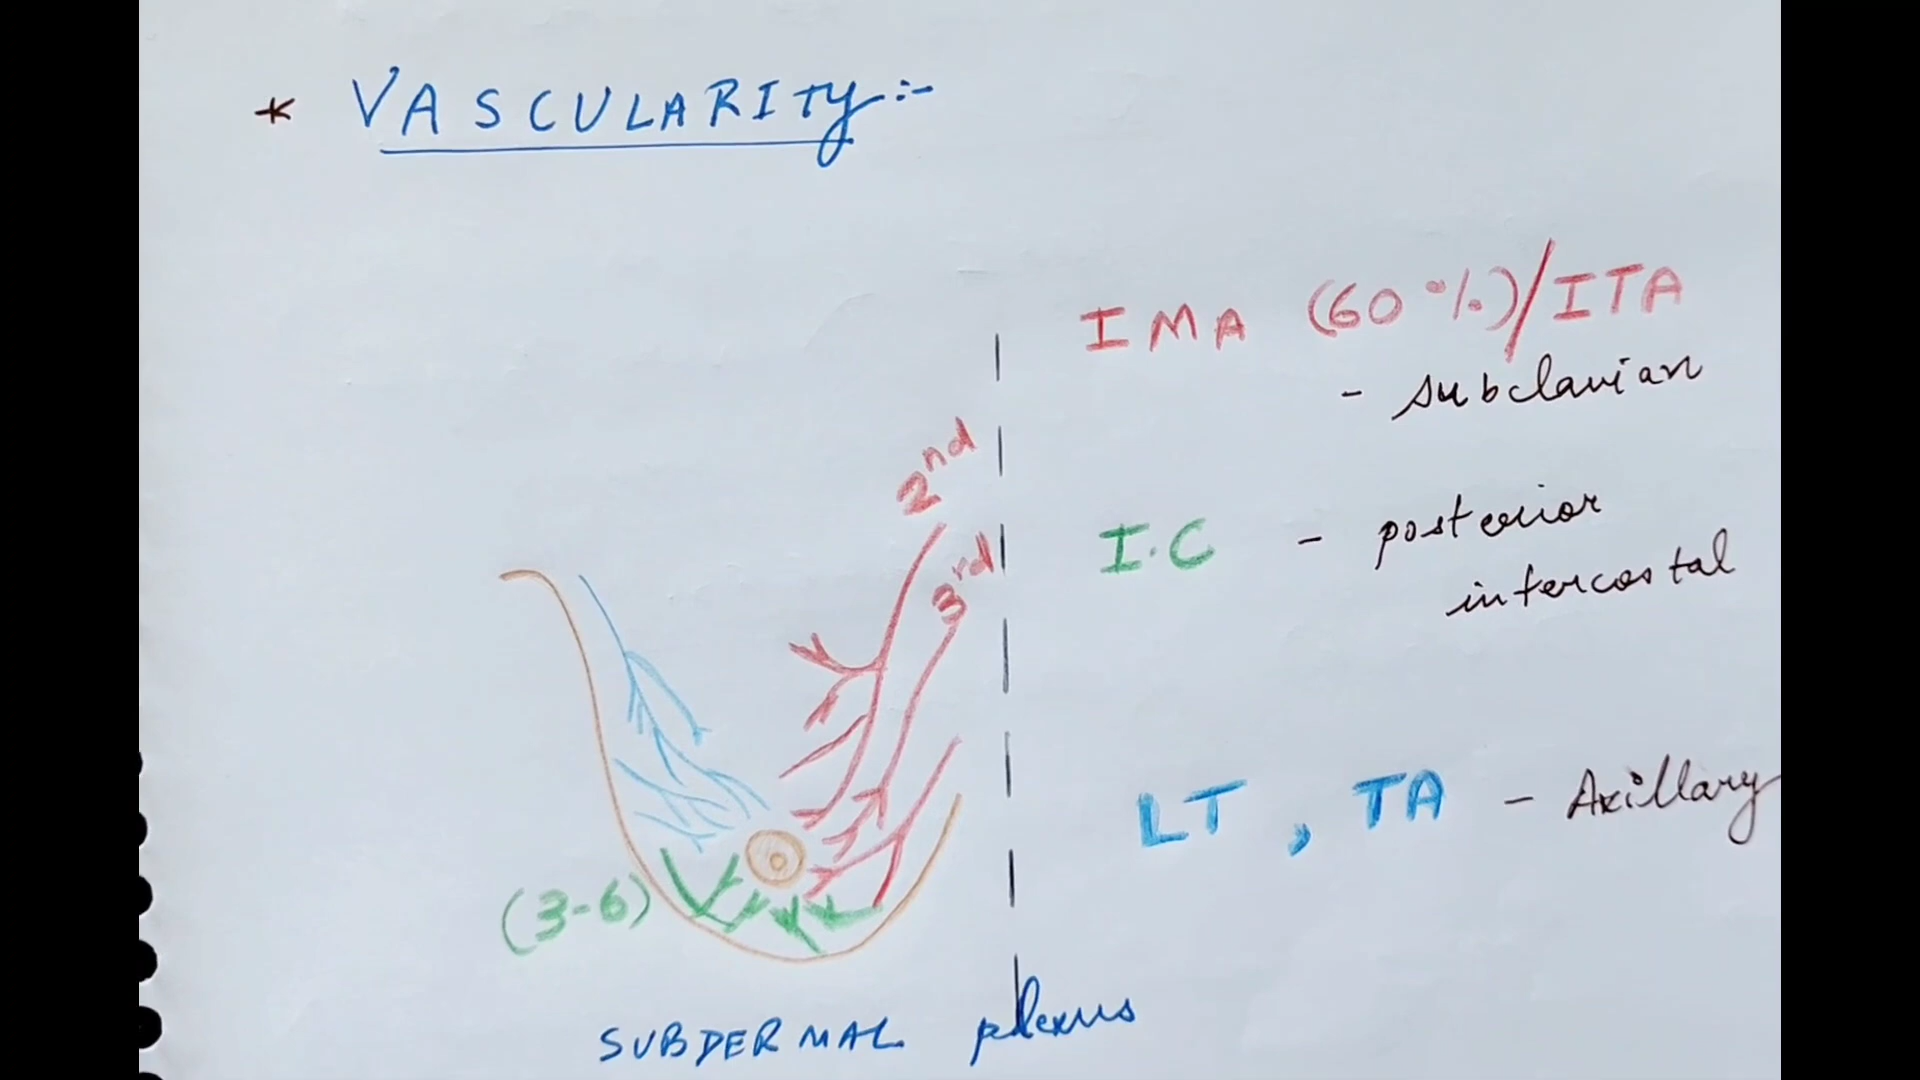 * VASCULARITY:-
IMA (60%)/ITA
- subclavian
2nd
3rd
I.C - posterior
intercostal
LT, TA - Axillary
(3-6)
SUBDERMAL plexus